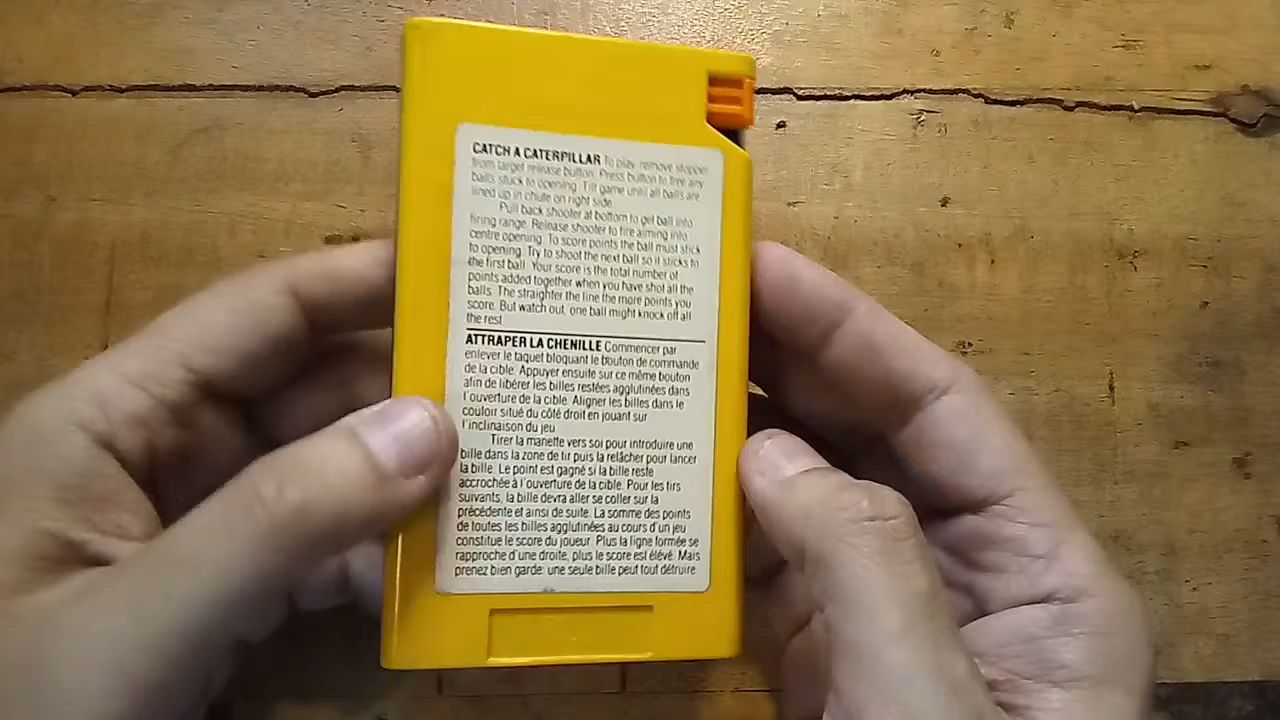 CATCH A CATERPILLAR To play, remove stopper
from target release button. Press button to free any
balls stuck to opening. Tilt game until all balls are
lined up in chute on right side.
Pull back shooter at bottom to get ball into
firing range. Release shooter to fire aiming into
centre opening. To score points the ball must stick
to opening. Try to shoot the next ball so it sticks to
the first ball. Your score is the total number of
points added together when you have shot all the
balls. The straighter the line the more points you
score. But watch out, one ball might knock off all
the rest.
ATTRAPER LA CHENILLE Commencer par
enlever le taquet bloquant le bouton de commande
de la cible. Appuyer ensuite sur ce même bouton
afin de libérer les billes restées agglutinées dans
l'ouverture de la cible. Aligner les billes dans le
couloir situé du côté droit en jouant sur
l'inclinaison du jeu
Tirer la manette vers soi pour introduire une
bille dans la zone de tir puis la relâcher pour lancer
la bille. Le point est gagné si la bille reste
accrochée à l'ouverture de la cible. Pour les tirs
suivants, la bille devra aller se coller sur la
précédente et ainsi de suite. La somme des points
de toutes les billes agglutinées au cours d'un jeu
constitue le score du joueur. Plus la ligne formée se
rapproche d'une droite, plus le score est élevé. Mais
prenez bien garde: une seule bille peut tout détruire